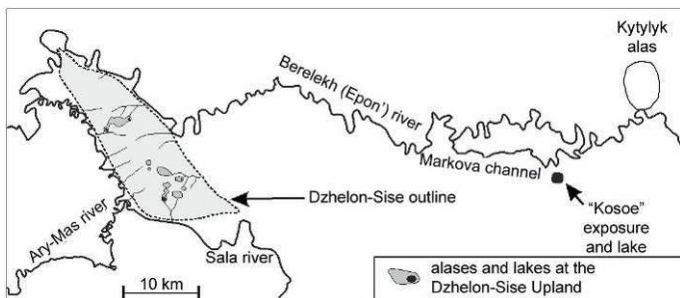 Kytylyk
alas
Berelekh (Epon’) river
Markova channel
Dzhelon-Sise outline
“Kosoe”
exposure
and lake
Ary-Mas river
Sala river
10 km
alases and lakes at the
Dzhelon-Sise Upland